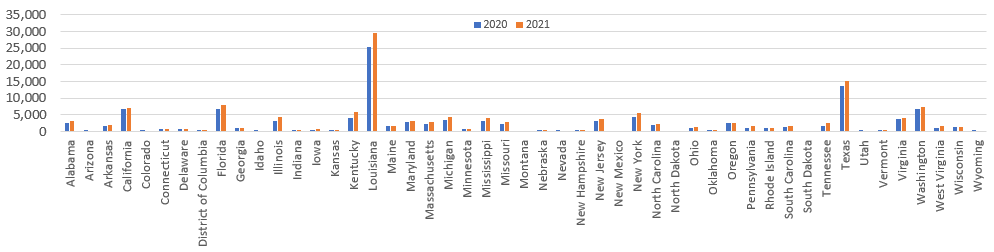 35,000
30,000
25,000
20,000
15,000
10,000
5,000
0
2020 2021
Alabama
Arizona
Arkansas
California
Colorado
Connecticut
Delaware
District of Columbia
Florida
Georgia
Idaho
Illinois
Indiana
Iowa
Kansas
Kentucky
Louisiana
Maine
Maryland
Massachusetts
Michigan
Minnesota
Mississippi
Missouri
Montana
Nebraska
Nevada
New Hampshire
New Jersey
New Mexico
New York
North Carolina
North Dakota
Ohio
Oklahoma
Oregon
Pennsylvania
Rhode Island
South Carolina
South Dakota
Tennessee
Texas
Utah
Vermont
Virginia
Washington
West Virginia
Wisconsin
Wyoming